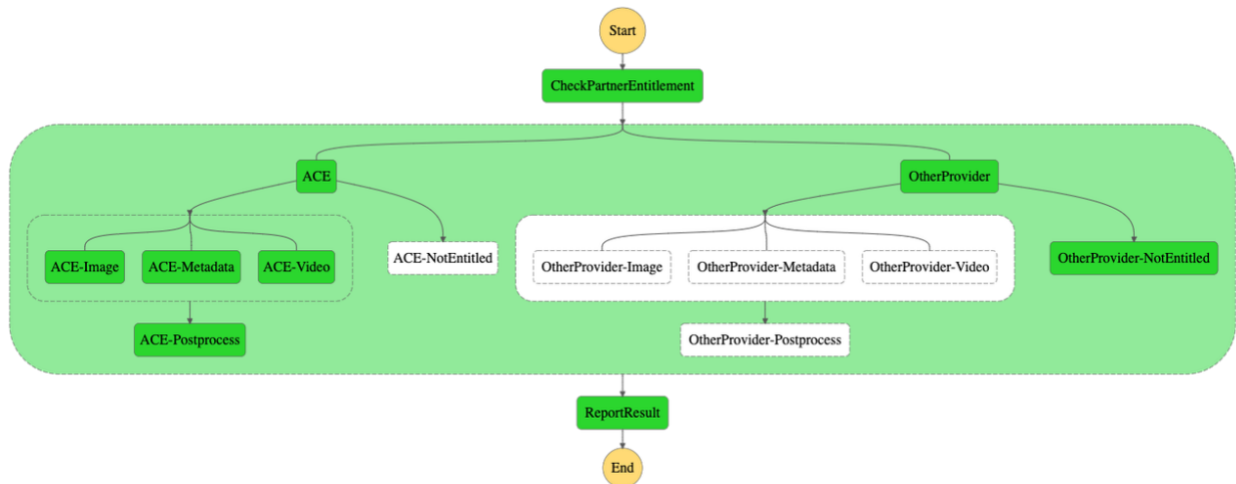 Start
CheckPartnerEntitlement
ACE
OtherProvider
ACE-Image
ACE-Metadata
ACE-Video
ACE-NotEntitled
OtherProvider-Image
OtherProvider-Metadata
OtherProvider-Video
OtherProvider-NotEntitled
ACE-Postprocess
OtherProvider-Postprocess
ReportResult
End